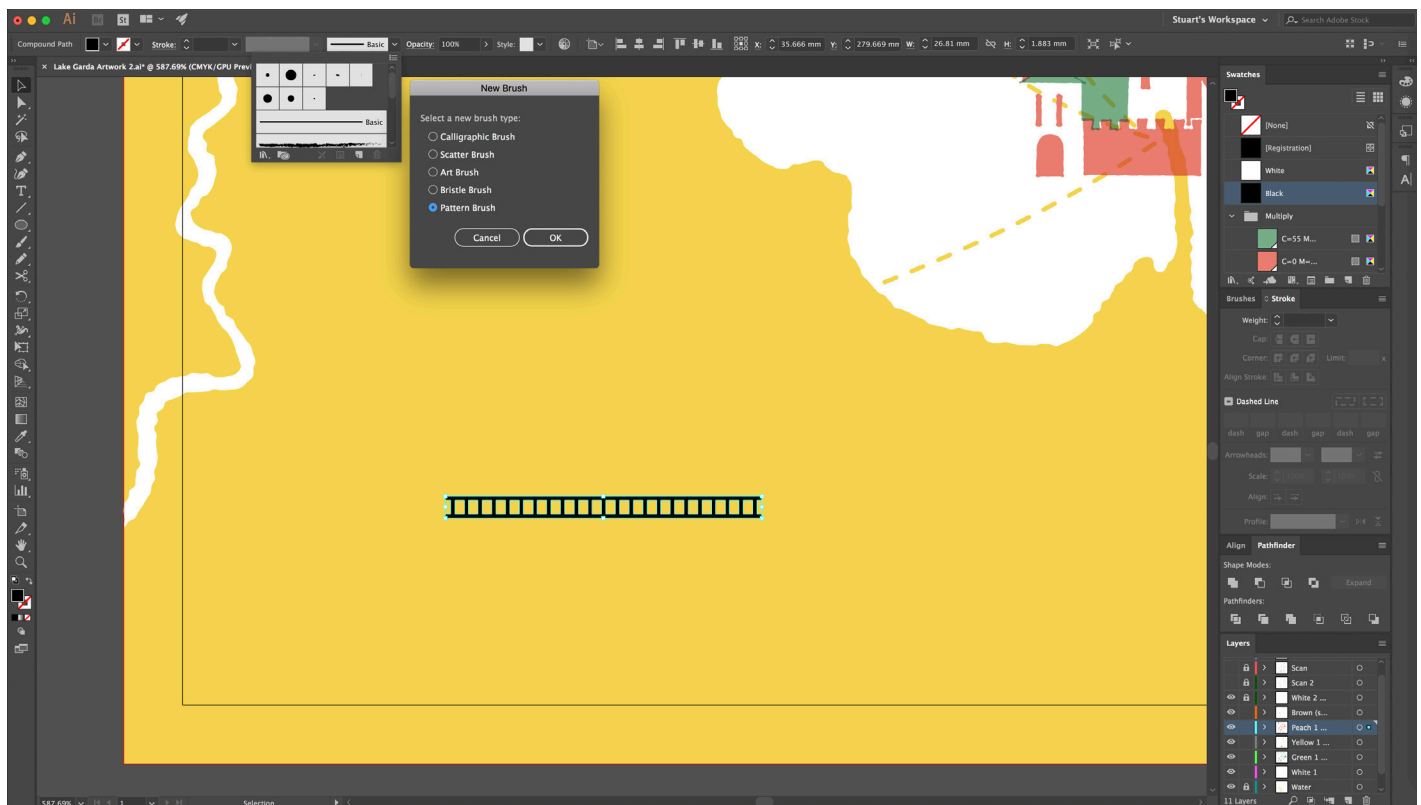 Ai Br St Stuart's Workspace Search Adobe Stock
Compound Path Stroke: Basic Opacity: 100% Style: X: 35.666 mm Y: 279.669 mm W: 26.81 mm H: 1.883 mm
× Lake Garda Artwork 2.ai* @ 587.69% (CMYK/GPU Previ
Basic
New Brush
Select a new brush type:
Calligraphic Brush
Scatter Brush
Art Brush
Bristle Brush
Pattern Brush
Cancel OK
Swatches
[None]
[Registration]
White
Black
Multiply
C=55 M...
C=0 M=...
Brushes Stroke
Weight:
Cap:
Corner: Limit: x
Align Stroke:
Dashed Line
dash gap dash gap dash gap
Arrowheads:
Scale: 100% 100%
Align:
Profile:
Align Pathfinder
Shape Modes:
Expand
Pathfinders:
Layers
Scan
Scan 2
White 2 ...
Brown (s...
Peach 1 ...
Yellow 1 ...
Green 1 ...
White 1
Water
11 Layers
587.69% 1 Selection